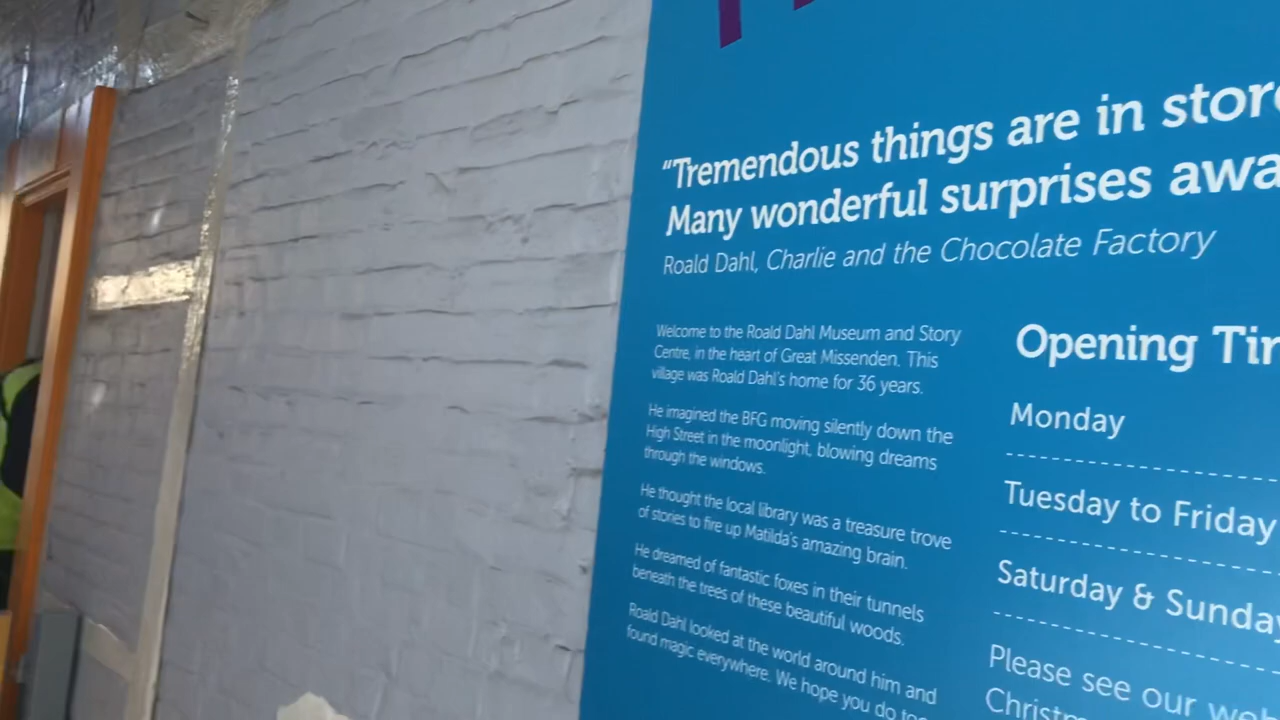 “Tremendous things are in
Many wonderful surprises
Roald Dahl, Charlie and the Chocolate Factory
Welcome to the Roald Dahl Museum and Story
Centre, in the heart of Great Missenden. This
village was Roald Dahl's home for 36 years.
He imagined the BFG moving silently down the
High Street in the moonlight, blowing dreams
through the windows.
He thought the local library was a treasure trove
of stories to fire up Matilda's amazing brain.
He dreamed of fantastic foxes in their tunnels
beneath the trees of these beautiful woods.
Roald Dahl looked at the world around him and
found magic everywhere. We hope you do
Opening
Monday
Tuesday to Friday
Saturday &
Please see our